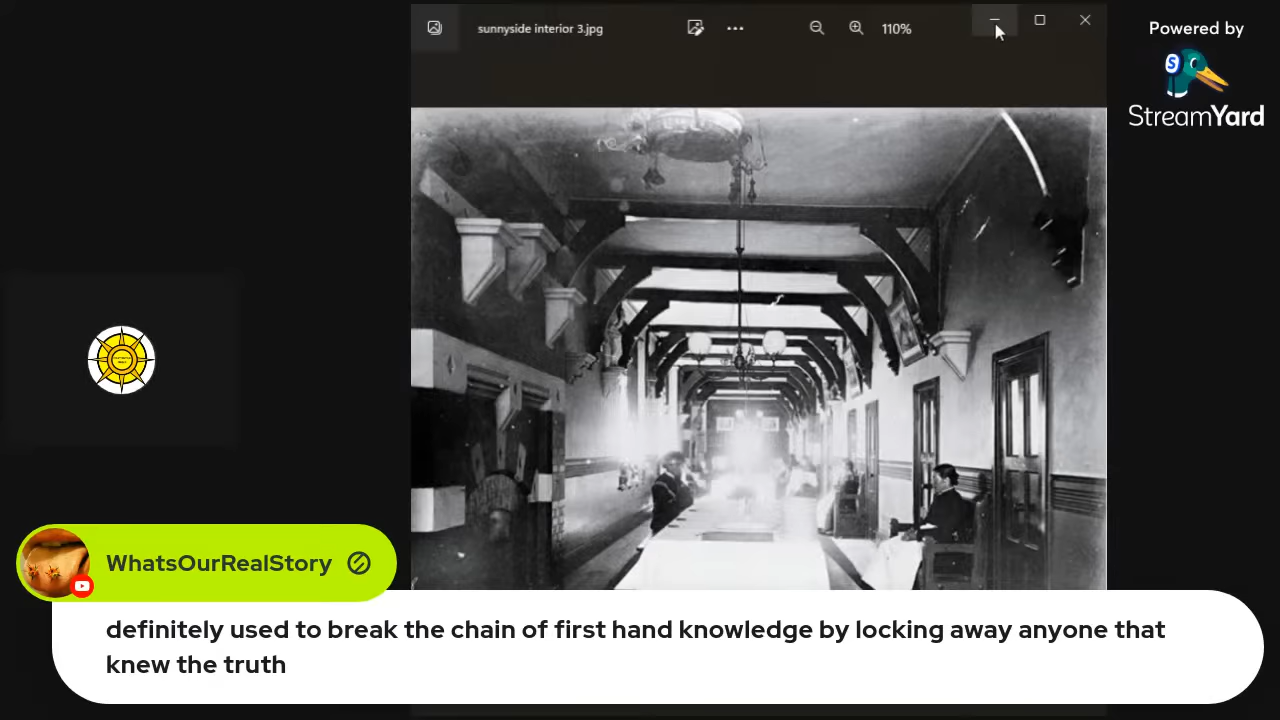 sunnyside interior 3.jpg
110%
Powered by
StreamYard
WhatsOurRealStory
definitely used to break the chain of first hand knowledge by locking away anyone that
knew the truth